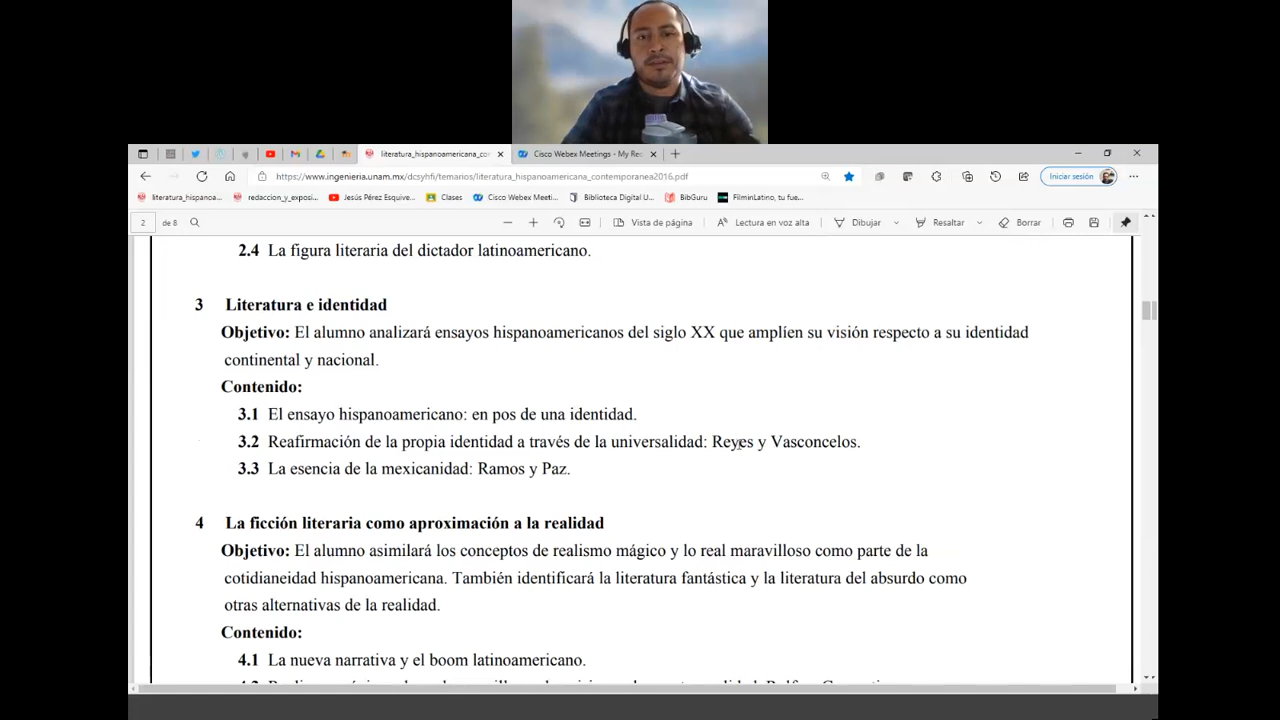 literatura_hispanoamericana_co
Cisco Webex Meetings - My Re
https://www.ingenieria.unam.mx/dcsyhfi/temarios/literatura_hispanoamericana_contemporanea2016.pdf
Iniciar sesión
literatura_hispanoa...
redaccion_y_exposi...
Jesús Pérez Esquive...
Clases
Cisco Webex Meeti...
Biblioteca Digital U...
BibGuru
FilminLatino, tu fue...
2 de 8
Vista de página
Lectura en voz alta
Dibujar
Resaltar
Borrar
2.4 La figura literaria del dictador latinoamericano.
3 Literatura e identidad
Objetivo: El alumno analizará ensayos hispanoamericanos del siglo XX que amplíen su visión respecto a su identidad
continental y nacional.
Contenido:
3.1 El ensayo hispanoamericano: en pos de una identidad.
3.2 Reafirmación de la propia identidad a través de la universalidad: Reyes y Vasconcelos.
3.3 La esencia de la mexicanidad: Ramos y Paz.
4 La ficción literaria como aproximación a la realidad
Objetivo: El alumno asimilará los conceptos de realismo mágico y lo real maravilloso como parte de la
cotidianeidad hispanoamericana. También identificará la literatura fantástica y la literatura del absurdo como
otras alternativas de la realidad.
Contenido:
4.1 La nueva narrativa y el boom latinoamericano.